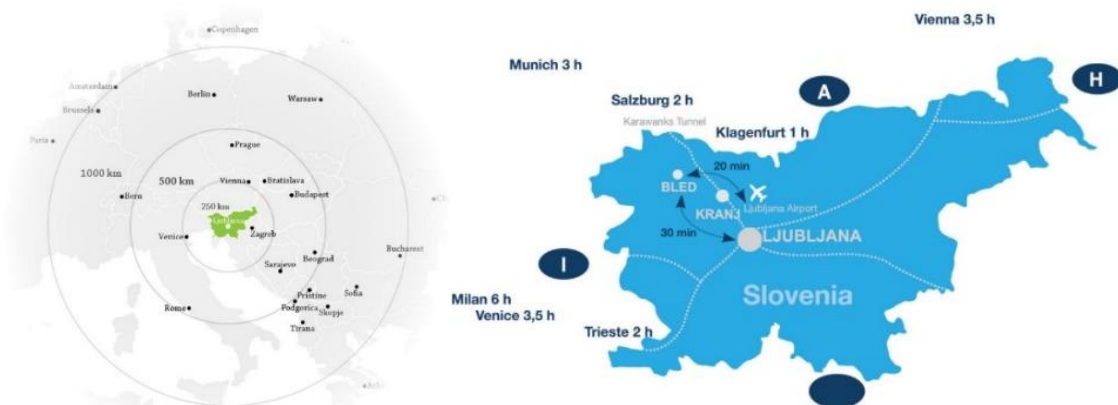 Copenhagen
Amsterdam
Berlin
Warsaw
Brussels
Paris
Prague
1000 km
500 km
Vienna
Bratislava
Bern
Budapest
250 km
Ljubljana
Venice
Zagreb
Bucharest
Beograd
Sarajevo
Pristine
Sofia
Rome
Podgorica
Skopje
Tirana
Vienna 3,5 h
Munich 3 h
H
A
Salzburg 2 h
Karawanks Tunnel
Klagenfurt 1 h
20 min
BLED
KRANJ
Ljubljana Airport
30 min
LJUBLJANA
I
Slovenia
Milan 6 h
Venice 3,5 h
Trieste 2 h